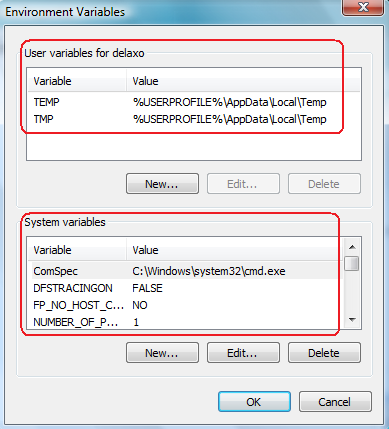 Environment Variables
User variables for delaxo
Variable Value
TEMP %USERPROFILE%\AppData\Local\Temp
TMP %USERPROFILE%\AppData\Local\Temp
New... Edit... Delete
System variables
Variable Value
ComSpec C:\Windows\system32\cmd.exe
DFSTRACINGON FALSE
FP_NO_HOST_C... NO
NUMBER_OF_P... 1
New... Edit... Delete
OK Cancel